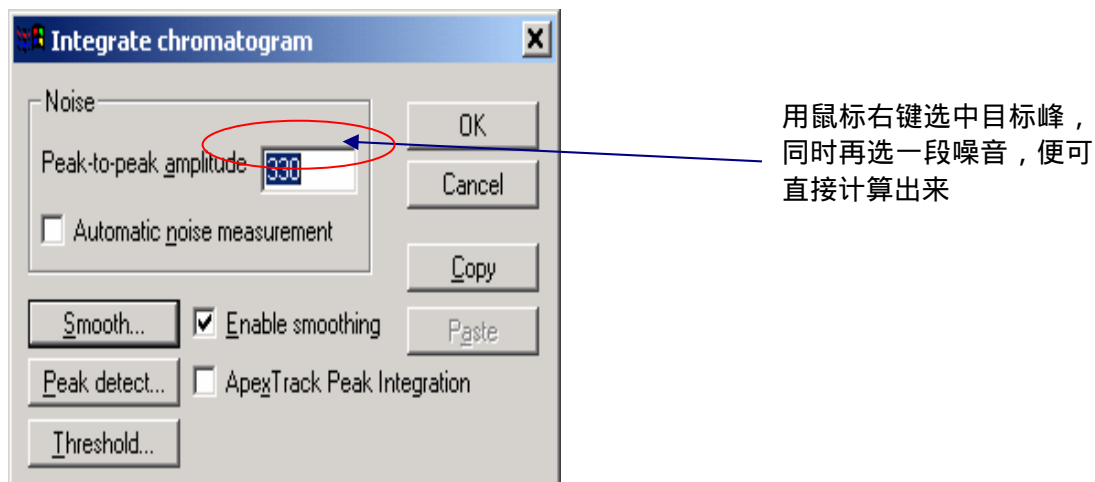 Integrate chromatogram
Noise
Peak-to-peak amplitude 330
Automatic noise measurement
OK
Cancel
Copy
Paste
Smooth... Enable smoothing
Peak detect... ApexTrack Peak Integration
Threshold...
用鼠标右键选中目标峰，
同时再选一段噪音，便可
直接计算出来